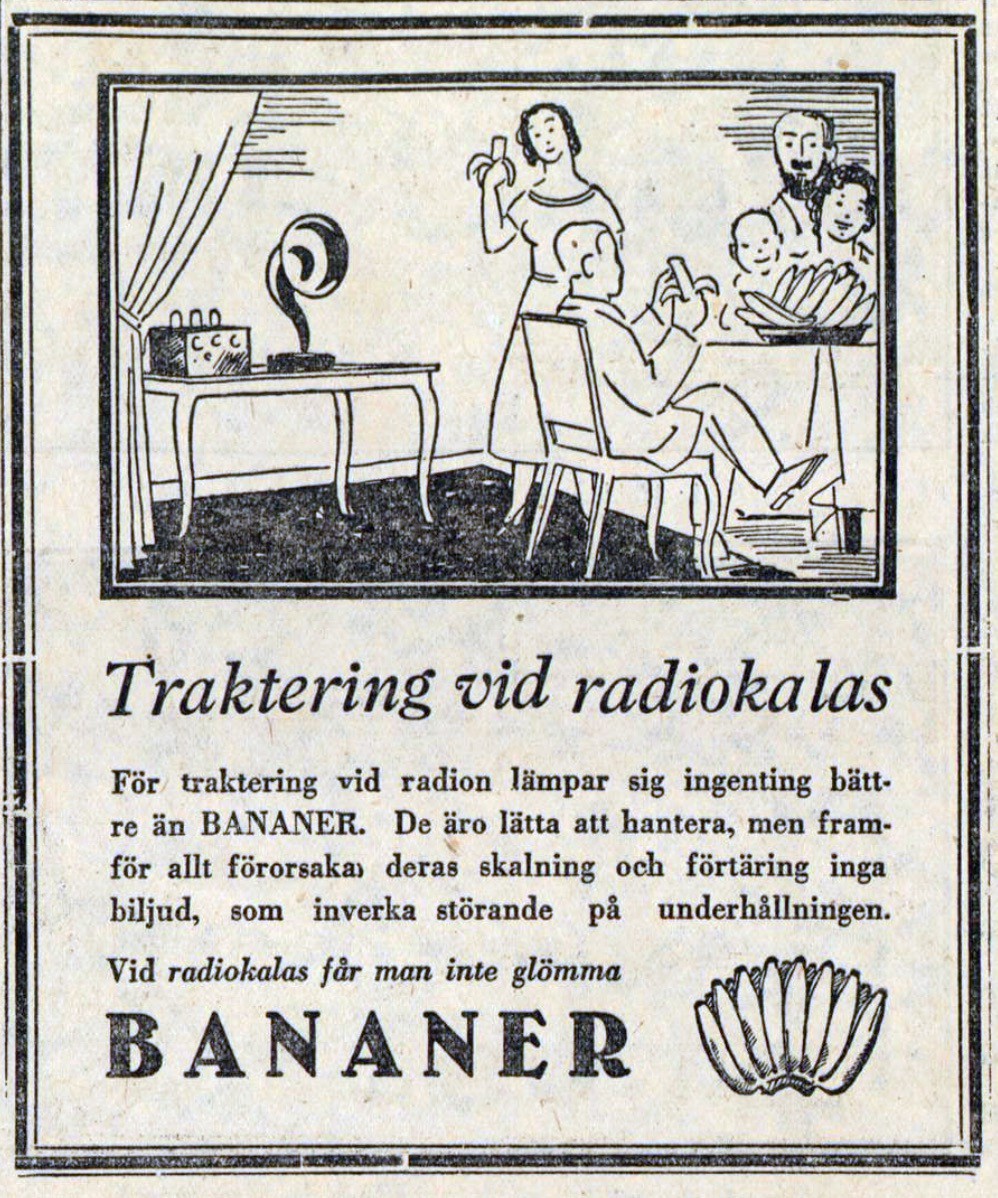 Traktering vid radiokalas
För traktering vid radion lämpar sig ingenting bätt-
re än BANANER. De äro lätta att hantera, men fram-
för allt förorsaka deras skalning och förtäring inga
biljud, som inverka störande på underhållningen.
Vid radiokalas får man inte glömma
BANANER